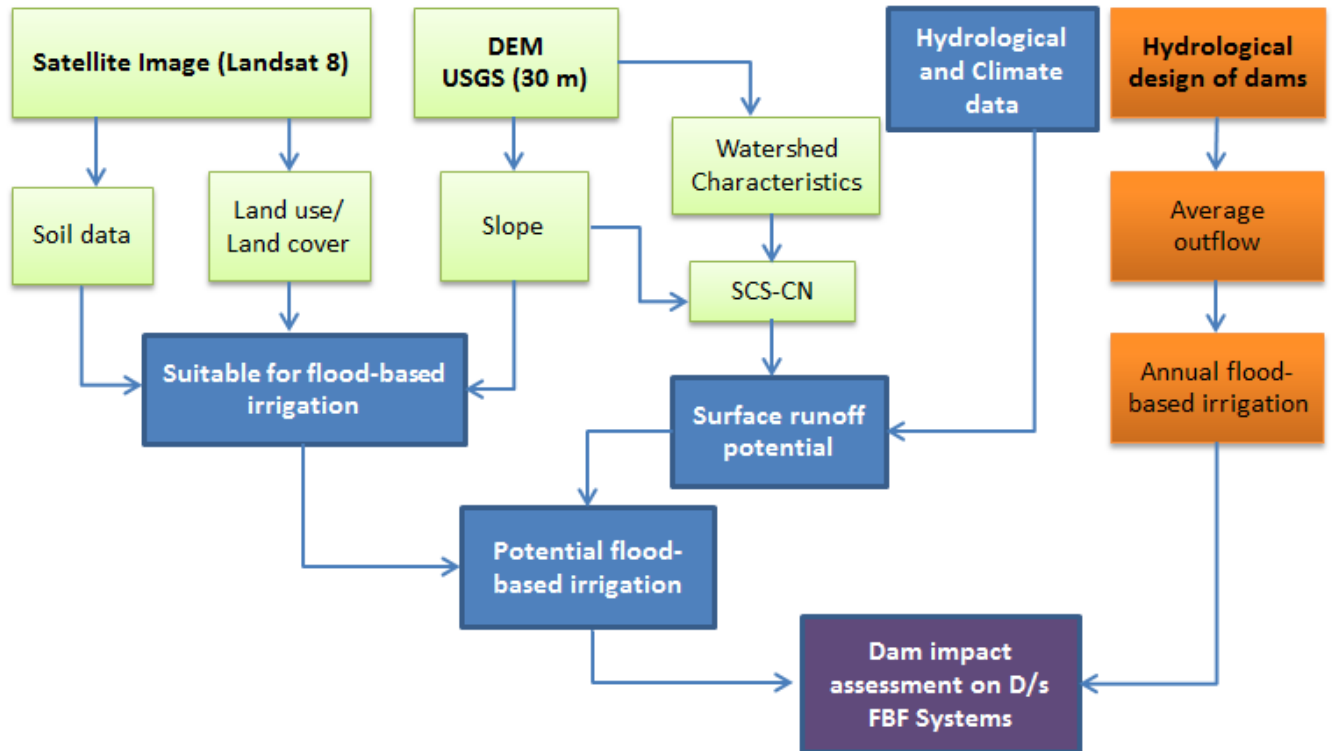 Satellite Image (Landsat 8)
DEM
USGS (30 m)
Hydrological
and Climate
data
Hydrological
design of dams
Soil data
Land use/
Land cover
Slope
Watershed
Characteristics
SCS-CN
Average
outflow
Suitable for flood-based
irrigation
Surface runoff
potential
Annual flood-
based irrigation
Potential flood-
based irrigation
Dam impact
assessment on D/s
FBF Systems